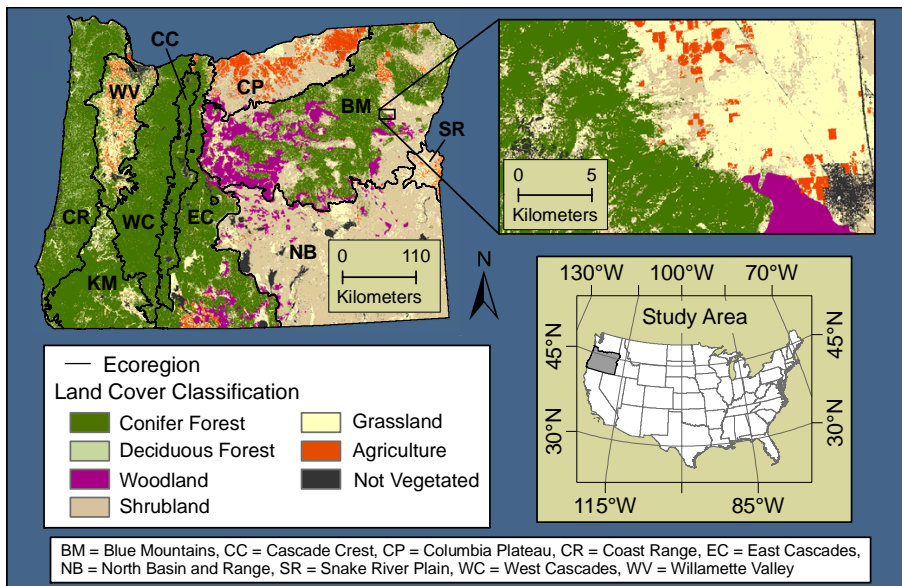 CC
WV
CP
BM
SR
CR
WC
EC
NB
KM
0 110
Kilometers
N
0 5
Kilometers
130°W 100°W 70°W
Study Area
45°N
45°N
30°N
30°N
115°W 85°W
Ecoregion
Land Cover Classification
Conifer Forest
Deciduous Forest
Woodland
Shrubland
Grassland
Agriculture
Not Vegetated
BM = Blue Mountains, CC = Cascade Crest, CP = Columbia Plateau, CR = Coast Range, EC = East Cascades,
NB = North Basin and Range, SR = Snake River Plain, WC = West Cascades, WV = Willamette Valley